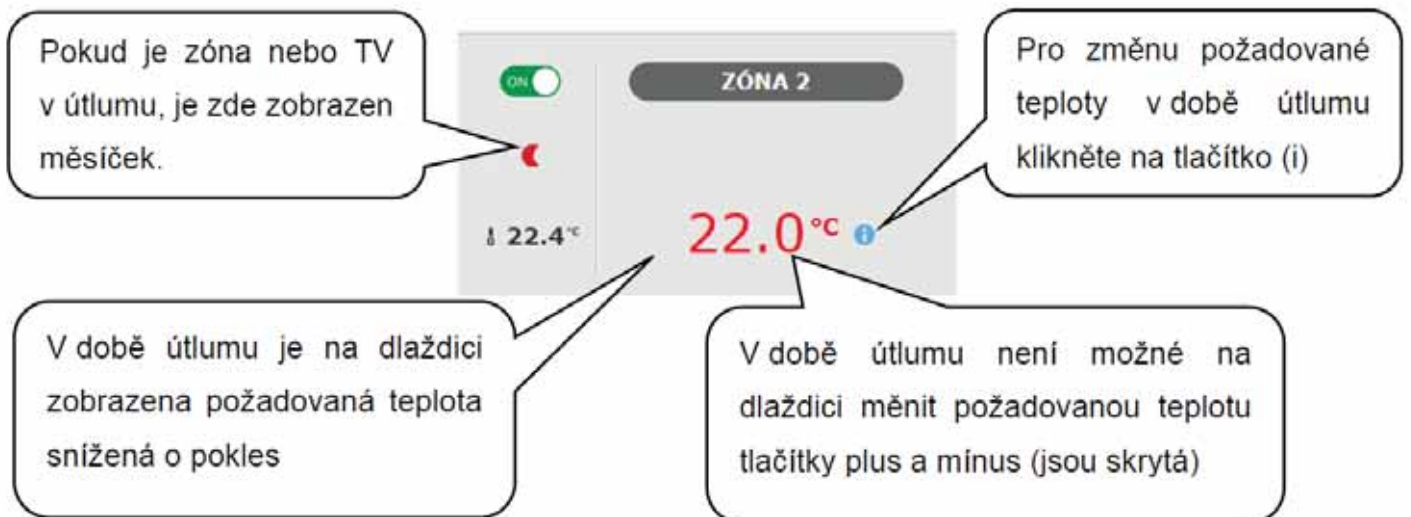 Pokud je zóna nebo TV
v útlumu, je zde zobrazen
měsíček.
ON
ZÓNA 2
22.4 °C
22.0 °C i
Pro změnu požadované
teploty v době útlumu
klikněte na tlačítko (i)
V době útlumu je na dlaždici
zobrazena požadovaná teplota
snížená o pokles
V době útlumu není možné na
dlaždici měnit požadovanou teplotu
tlačítky plus a mínus (jsou skrytá)